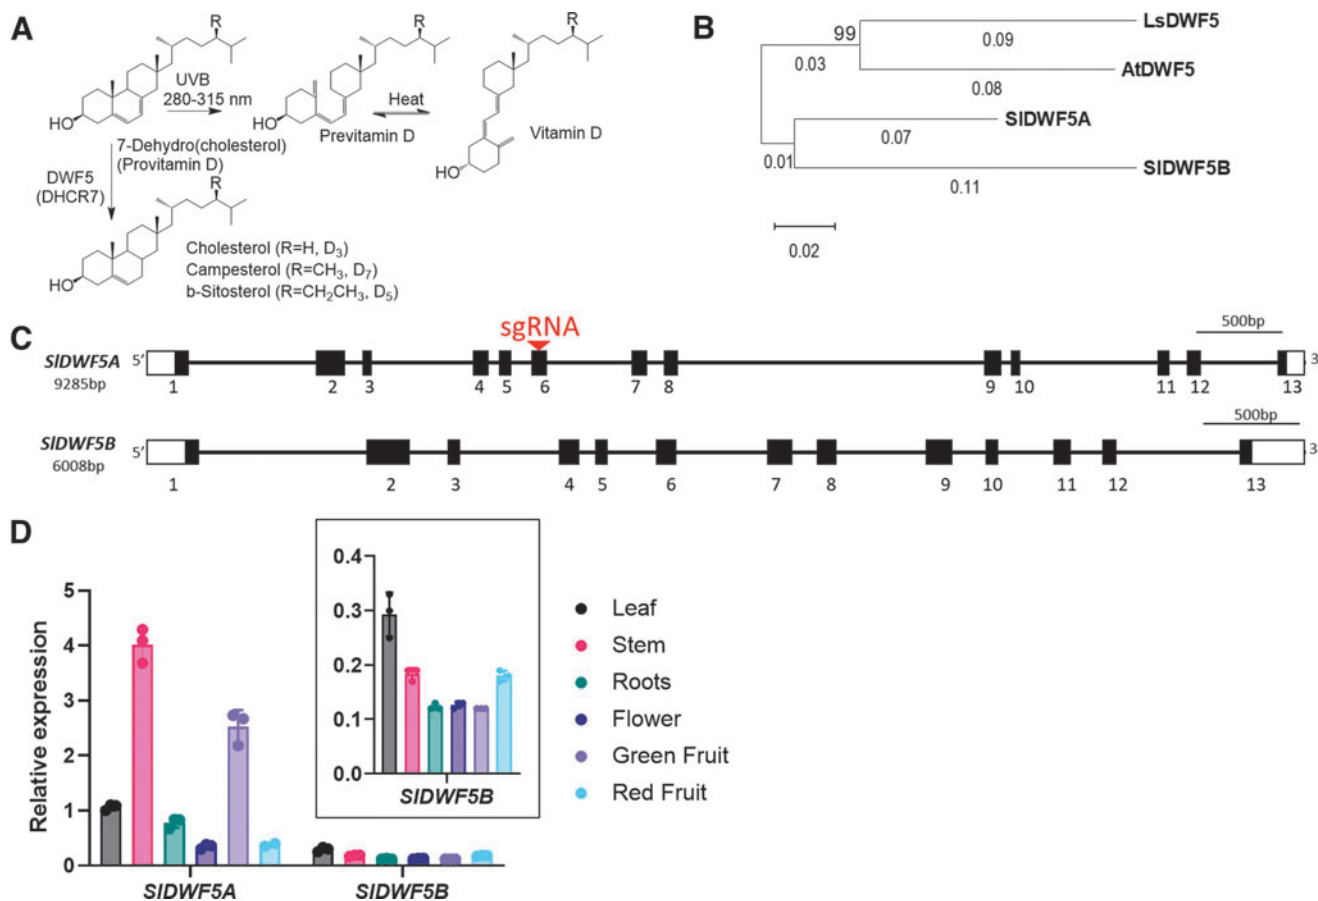 A
R
R
R
UVB
280-315 nm
Heat
HO
HO
Previtamin D
Vitamin D
7-Dehydro(cholesterol)
(Provitamin D)
HO
DWF5
(DHCR7)
R
Cholesterol (R=H, D3)
Campesterol (R=CH3, D7)
b-Sitosterol (R=CH2CH3, D5)
HO
B
LsDWF5
99
0.09
0.03
AtDWF5
0.08
SlDWF5A
0.07
0.01
SlDWF5B
0.11
0.02
C
sgRNA
500bp
SlDWF5A
5’
3
9285bp
1 2 3 4 5 6 7 8 9 10 11 12 13
500bp
SlDWF5B
5’
3
6008bp
1 2 3 4 5 6 7 8 9 10 11 12 13
D
Relative expression
5
4
3
2
1
0
SlDWF5A
SlDWF5B
0.4
0.3
0.2
0.1
0.0
SlDWF5B
Leaf
Stem
Roots
Flower
Green Fruit
Red Fruit